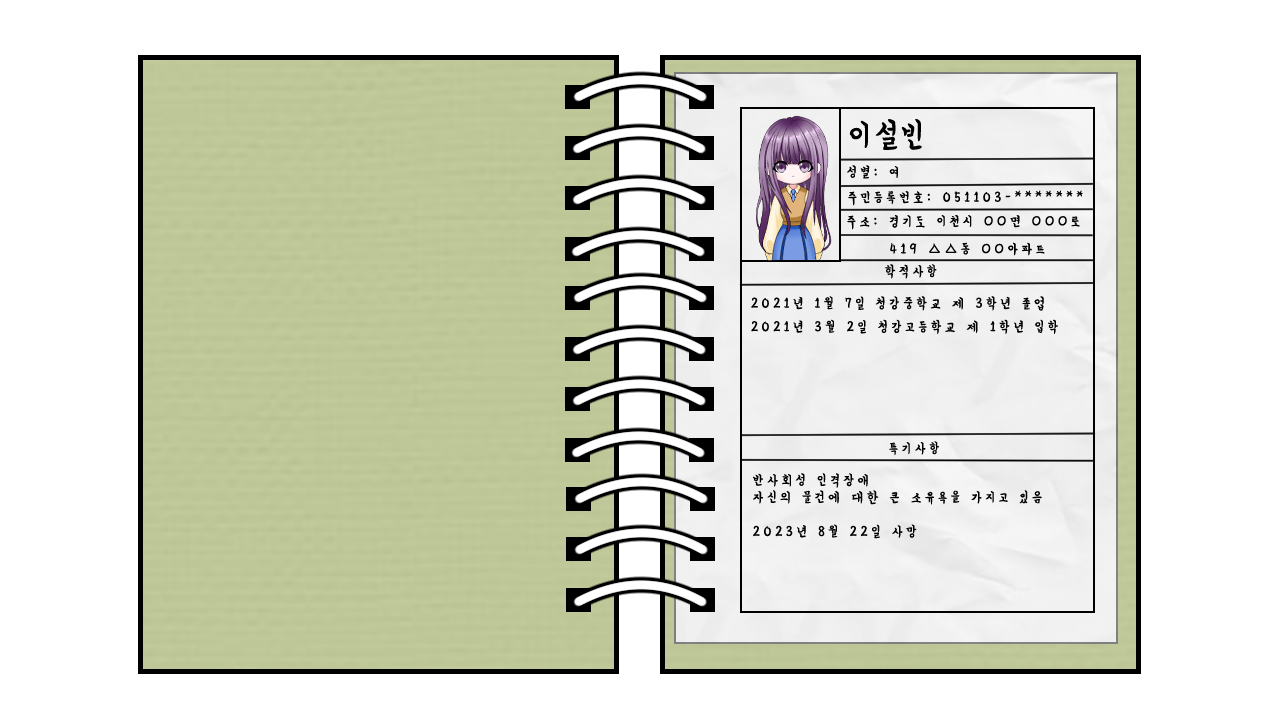 이설빈
성별: 여
주민등록번호: 051103-*******
주소: 경기도 이천시 OO면 OOO로
419 △△동 OO아파트
학적사항
2021년 1월 7일 청강중학교 제 3학년 졸업
2021년 3월 2일 청강고등학교 제 1학년 입학
특기사항
반사회성 인격장애
자신의 물건에 대한 큰 소유욕을 가지고 있음
2023년 8월 22일 사망